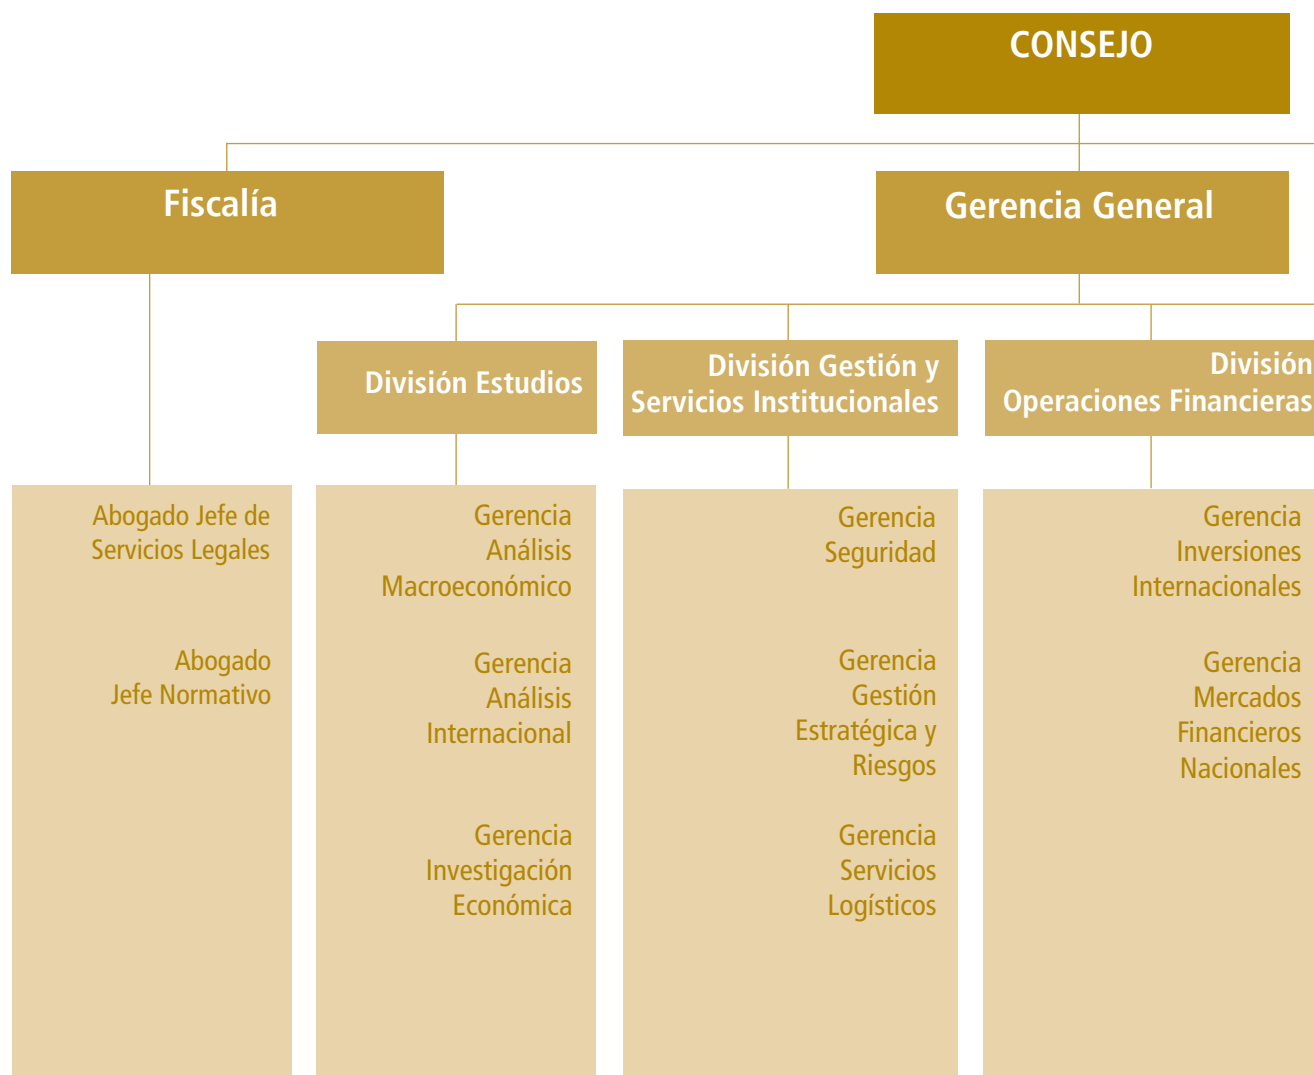 CONSEJO
Fiscalía
Gerencia General
División Estudios
División Gestión y
Servicios Institucionales
División
Operaciones Financieras
Abogado Jefe de
Servicios Legales
Abogado
Jefe Normativo
Gerencia
Análisis
Macroeconómico
Gerencia
Análisis
Internacional
Gerencia
Investigación
Económica
Gerencia
Seguridad
Gerencia
Gestión
Estratégica y
Riesgos
Gerencia
Servicios
Logísticos
Gerencia
Inversiones
Internacionales
Gerencia
Mercados
Financieros
Nacionales